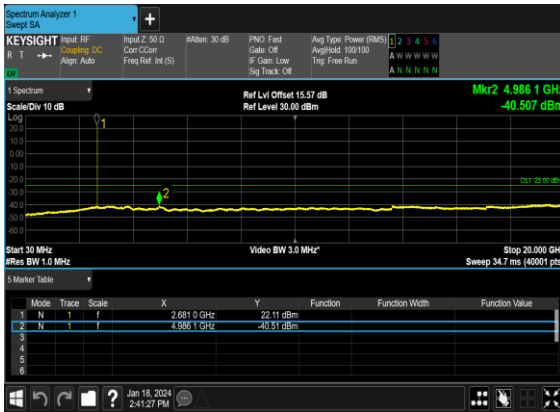 Spectrum Analyzer 1
Swept SA
+
KEYSIGHT Input: RF Input Z: 50 Ω #Atten: 30 dB PNO: Fast Avg Type: Power (RMS) 1 2 3 4 5 6
R T Coupling: DC Corr CCorr Gate: Off Avg|Hold: 100/100 A W W W W W
Align: Auto Freq Ref: Int (S) IF Gain: Low Trig: Free Run
Sig Track: Off A N N N N N
1 Spectrum Ref Lvl Offset 15.57 dB Mkr2 4.986 1 GHz
Scale/Div 10 dB Ref Level 30.00 dBm -40.507 dBm
Log
20.0
10.0
0.00
-10.0
-20.0
-30.0
-40.0
-50.0
-60.0
1
2
DL1 -25.00 dBm
Start 30 MHz Video BW 3.0 MHz* Stop 20.000 GH
#Res BW 1.0 MHz Sweep 34.7 ms (40001 pts
5 Marker Table
Mode Trace Scale X Y Function Function Width Function Value
1 N 1 f 2.681 0 GHz 22.11 dBm
2 N 1 f 4.986 1 GHz -40.51 dBm
3
4
5
6
? Jan 18, 2024
2:41:27 PM